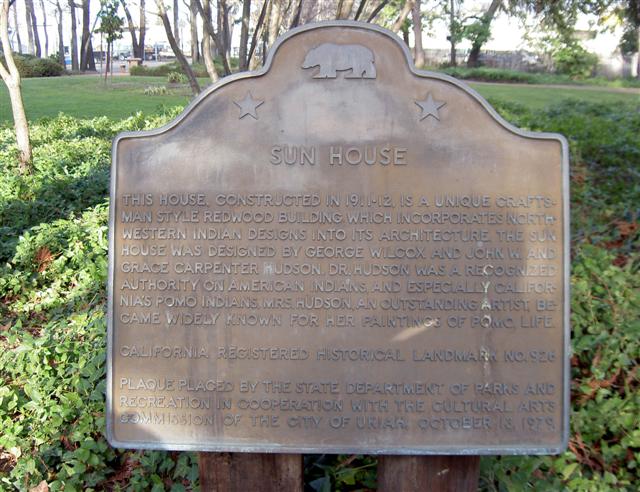 SUN HOUSE
THIS HOUSE, CONSTRUCTED IN 1911-12, IS A UNIQUE CRAFTS-
MAN STYLE REDWOOD BUILDING WHICH INCORPORATES NORTH-
WESTERN INDIAN DESIGNS INTO ITS ARCHITECTURE. THE SUN
HOUSE WAS DESIGNED BY GEORGE WILCOX AND JOHN W. AND
GRACE CARPENTER HUDSON. DR. HUDSON WAS A RECOGNIZED
AUTHORITY ON AMERICAN INDIANS, AND ESPECIALLY CALIFOR-
NIA'S POMO INDIANS. MRS. HUDSON, AN OUTSTANDING ARTIST, BE-
CAME WIDELY KNOWN FOR HER PAINTINGS OF POMO LIFE.
CALIFORNIA REGISTERED HISTORICAL LANDMARK NO. 926
PLAQUE PLACED BY THE STATE DEPARTMENT OF PARKS AND
RECREATION IN COOPERATION WITH THE CULTURAL ARTS
COMMISSION OF THE CITY OF UKIAH, OCTOBER 13, 1979.